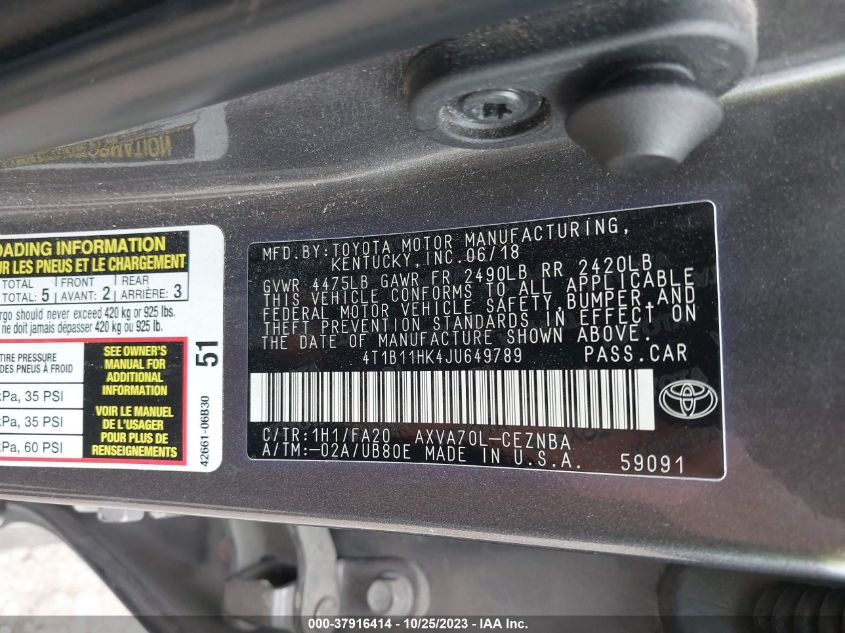 OADING INFORMATION
UR LES PNEUS ET LE CHARGEMENT
TOTAL TOTAL: 5 FRONT AVANT: 2 REAR ARRIÈRE: 3
rgo should never exceed 420 kg or 925 lbs.
ne doit jamais dépasser 420 kg ou 925 lb.
TIRE PRESSURE
DES PNEUS À FROID
kPa, 35 PSI
kPa, 35 PSI
kPa, 60 PSI
SEE OWNER'S
MANUAL FOR
ADDITIONAL
INFORMATION
VOIR LE MANUEL
DE L'USAGER
POUR PLUS DE
RENSEIGNEMENTS
51
42661-06B30
MFD.BY:TOYOTA MOTOR MANUFACTURING,
KENTUCKY,INC.06/18
GVWR 4475LB GAWR FR 2490LB RR 2420LB
THIS VEHICLE CONFORMS TO ALL APPLICABLE
FEDERAL MOTOR VEHICLE SAFETY,BUMPER,AND
THEFT PREVENTION STANDARDS IN EFFECT ON
THE DATE OF MANUFACTURE SHOWN ABOVE.
4T1B11HK4JU649789 PASS.CAR
C/TR:1H1/FA20 AXVA70L-CEZNBA
A/TM:-02A/UB80E MADE IN U.S.A. 59091
000-37916414 - 10/25/2023 - IAA Inc.